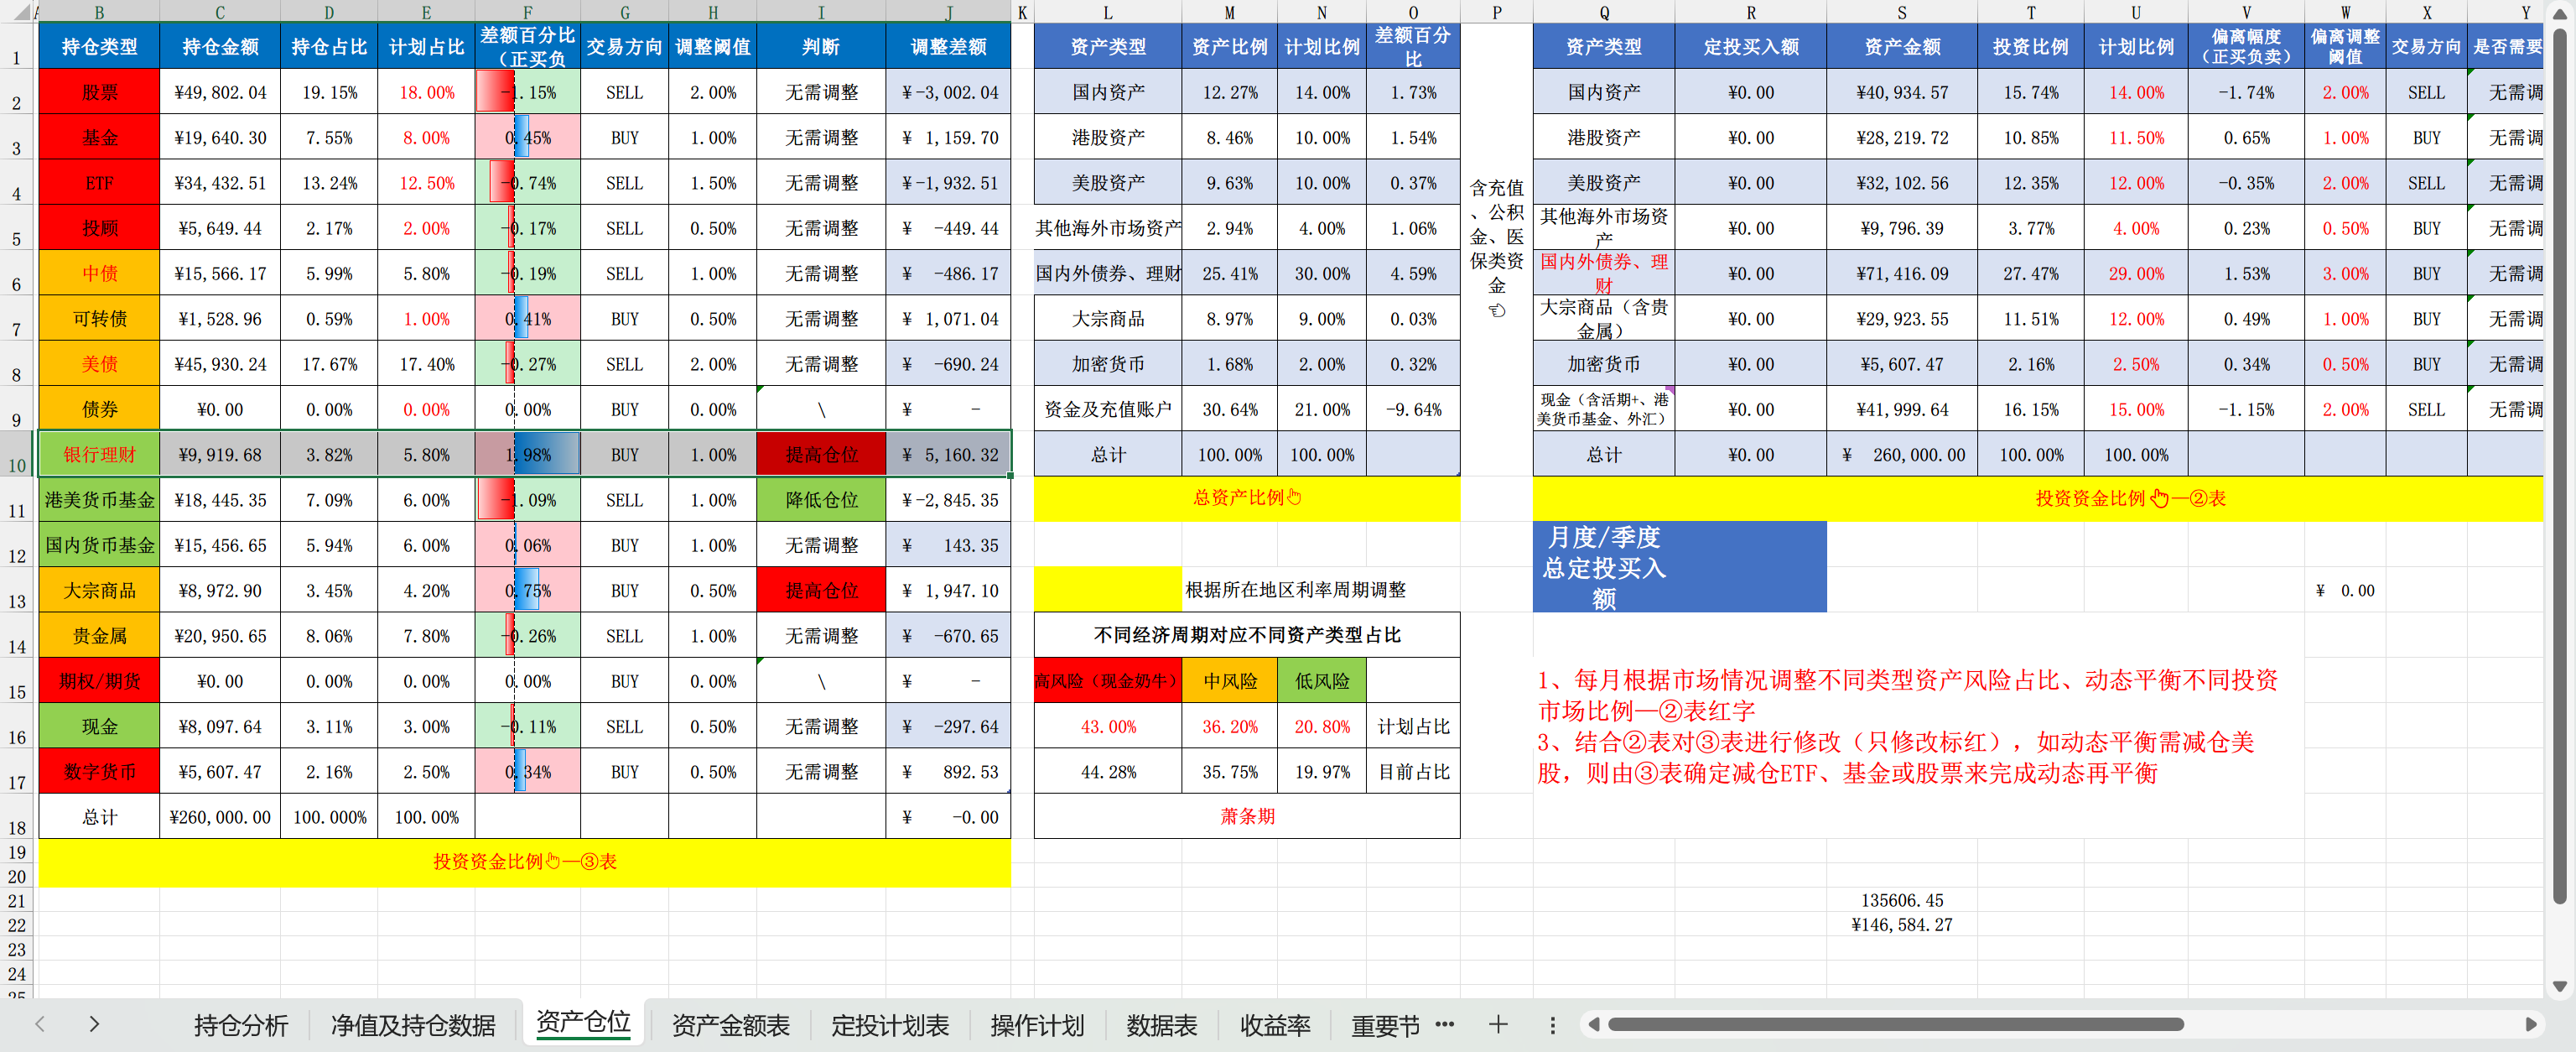 B C D E F G H I J K L M N O P Q R S T U V W X Y
1 持仓类型 持仓金额 持仓占比 计划占比 差额百分比（正买负 交易方向 调整阈值 判断 调整差额 资产类型 资产比例 计划比例 差额百分比 资产类型 定投买入额 资产金额 投资比例 计划比例 偏离幅度（正买负卖） 偏离调整阈值 交易方向 是否需要
2 股票 ¥49,802.04 19.15% 18.00% -1.15% SELL 2.00% 无需调整 ¥-3,002.04 国内资产 12.27% 14.00% 1.73% 国内资产 ¥0.00 ¥40,934.57 15.74% 14.00% -1.74% 2.00% SELL 无需调
3 基金 ¥19,640.30 7.55% 8.00% 0.45% BUY 1.00% 无需调整 ¥ 1,159.70 港股资产 8.46% 10.00% 1.54% 港股资产 ¥0.00 ¥28,219.72 10.85% 11.50% 0.65% 1.00% BUY 无需调
4 ETF ¥34,432.51 13.24% 12.50% -0.74% SELL 1.50% 无需调整 ¥-1,932.51 美股资产 9.63% 10.00% 0.37% 美股资产 ¥0.00 ¥32,102.56 12.35% 12.00% -0.35% 2.00% SELL 无需调
5 投顾 ¥5,649.44 2.17% 2.00% -0.17% SELL 0.50% 无需调整 ¥ -449.44 其他海外市场资产 2.94% 4.00% 1.06% 其他海外市场资产 ¥0.00 ¥9,796.39 3.77% 4.00% 0.23% 0.50% BUY 无需调
6 中债 ¥15,566.17 5.99% 5.80% -0.19% SELL 1.00% 无需调整 ¥ -486.17 国内外债券、理财 25.41% 30.00% 4.59% 国内外债券、理财 ¥0.00 ¥71,416.09 27.47% 29.00% 1.53% 3.00% BUY 无需调
7 可转债 ¥1,528.96 0.59% 1.00% 0.41% BUY 0.50% 无需调整 ¥ 1,071.04 大宗商品 8.97% 9.00% 0.03% 大宗商品（含贵金属） ¥0.00 ¥29,923.55 11.51% 12.00% 0.49% 1.00% BUY 无需调
8 美债 ¥45,930.24 17.67% 17.40% -0.27% SELL 2.00% 无需调整 ¥ -690.24 加密货币 1.68% 2.00% 0.32% 加密货币 ¥0.00 ¥5,607.47 2.16% 2.50% 0.34% 0.50% BUY 无需调
9 债券 ¥0.00 0.00% 0.00% 0.00% BUY 0.00% \ ¥ - 资金及充值账户 30.64% 21.00% -9.64% 现金（含活期+、港美货币基金、外汇） ¥0.00 ¥41,999.64 16.15% 15.00% -1.15% 2.00% SELL 无需调
10 银行理财 ¥9,919.68 3.82% 5.80% 1.98% BUY 1.00% 提高仓位 ¥ 5,160.32 总计 100.00% 100.00% 总计 ¥0.00 ¥ 260,000.00 100.00% 100.00%
含充值
、公积
金、医
保类资
金
11 港美货币基金 ¥18,445.35 7.09% 6.00% -1.09% SELL 1.00% 降低仓位 ¥-2,845.35 总资产比例 投资资金比例—②表
12 国内货币基金 ¥15,456.65 5.94% 6.00% 0.06% BUY 1.00% 无需调整 ¥ 143.35
月度/季度
总定投买入
额
13 大宗商品 ¥8,972.90 3.45% 4.20% 0.75% BUY 0.50% 提高仓位 ¥ 1,947.10 根据所在地区利率周期调整 ¥ 0.00
14 贵金属 ¥20,950.65 8.06% 7.80% -0.26% SELL 1.00% 无需调整 ¥ -670.65 不同经济周期对应不同资产类型占比
15 期权/期货 ¥0.00 0.00% 0.00% 0.00% BUY 0.00% \ ¥ - 高风险（现金奶牛） 中风险 低风险
16 现金 ¥8,097.64 3.11% 3.00% -0.11% SELL 0.50% 无需调整 ¥ -297.64 43.00% 36.20% 20.80% 计划占比
17 数字货币 ¥5,607.47 2.16% 2.50% 0.34% BUY 0.50% 无需调整 ¥ 892.53 44.28% 35.75% 19.97% 目前占比
18 总计 ¥260,000.00 100.000% 100.00% ¥ -0.00 萧条期
1、每月根据市场情况调整不同类型资产风险占比、动态平衡不同投资
市场比例—②表红字
3、结合②表对③表进行修改（只修改标红），如动态平衡需减仓美
股，则由③表确定减仓ETF、基金或股票来完成动态再平衡
19
投资资金比例—③表
20
21 135606.45
22 ¥146,584.27
23
24
25
持仓分析 净值及持仓数据 资产仓位 资产金额表 定投计划表 操作计划 数据表 收益率 重要节 ...